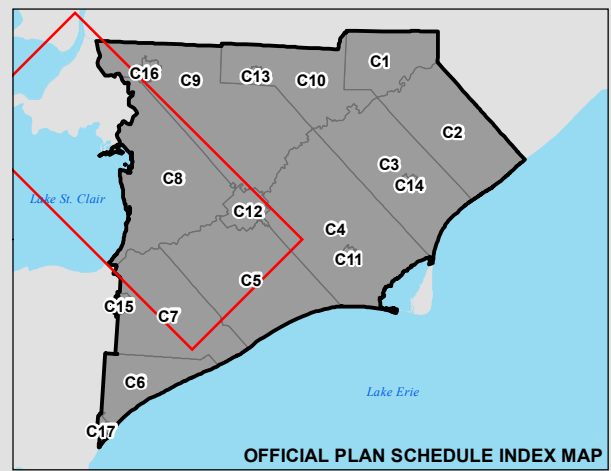 C1
C16
C9
C13
C10
C2
C3
C8
C14
Lake St. Clair
C12
C4
C11
C5
C15
C7
C6
Lake Erie
C17
OFFICIAL PLAN SCHEDULE INDEX MAP